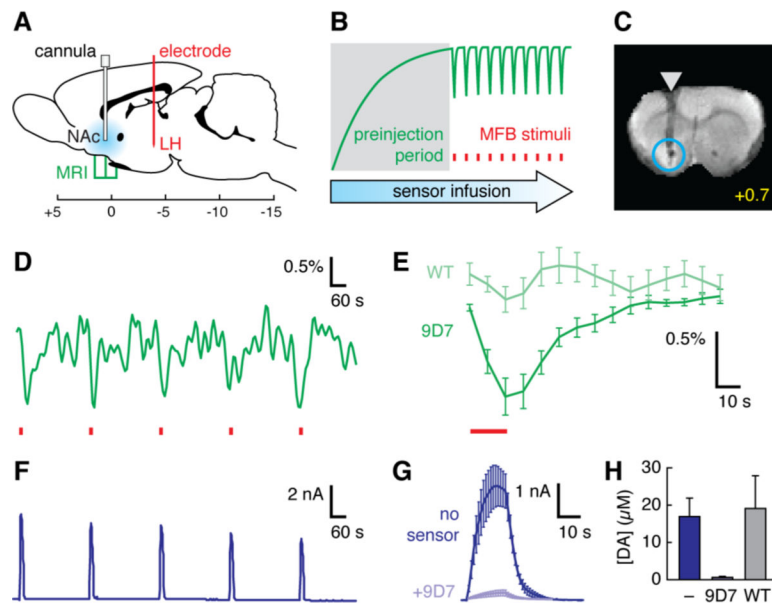 A
cannula
electrode
NAc
LH
MRI
+5 0 -5 -10 -15
B
preinjection
period
MFB stimuli
sensor infusion
C
+0.7
D
0.5%
60 s
E
WT
9D7
0.5%
10 s
F
2 nA
60 s
G
no
sensor
1 nA
10 s
+9D7
H
[DA] (µM)
30
20
10
0
– 9D7 WT